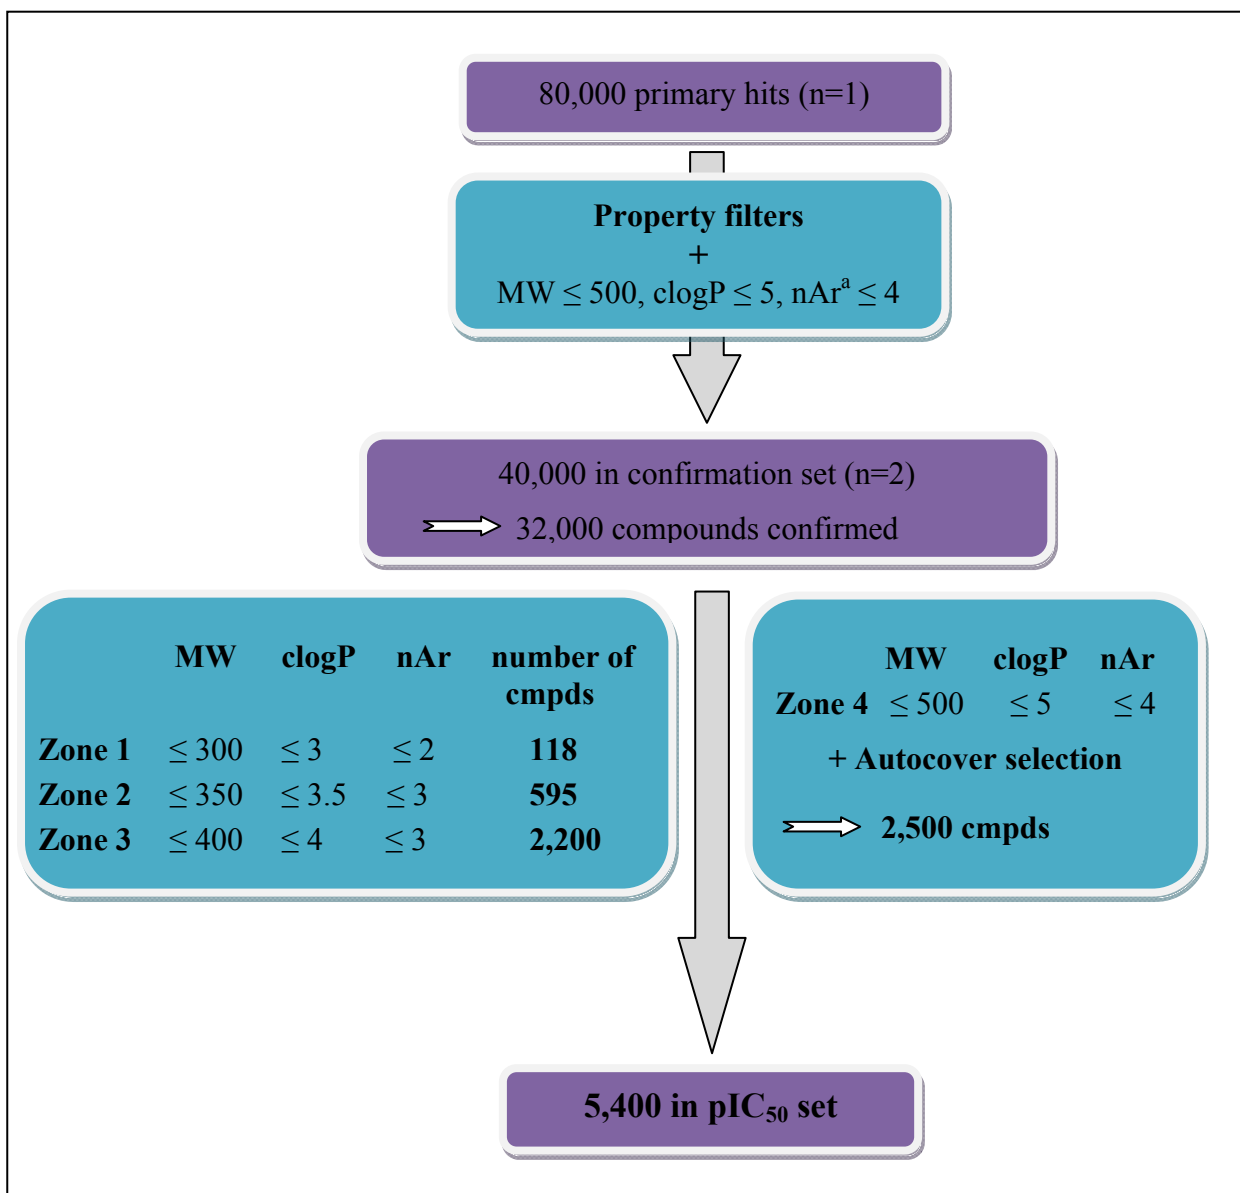 80,000 primary hits (n=1)
Property filters
+
MW ≤ 500, clogP ≤ 5, nArᵃ ≤ 4
40,000 in confirmation set (n=2)
32,000 compounds confirmed
MW clogP nAr number of
cmpds
Zone 1 ≤ 300 ≤ 3 ≤ 2 118
Zone 2 ≤ 350 ≤ 3.5 ≤ 3 595
Zone 3 ≤ 400 ≤ 4 ≤ 3 2,200
MW clogP nAr
Zone 4 ≤ 500 ≤ 5 ≤ 4
+ Autocover selection
2,500 cmpds
5,400 in pIC₅₀ set